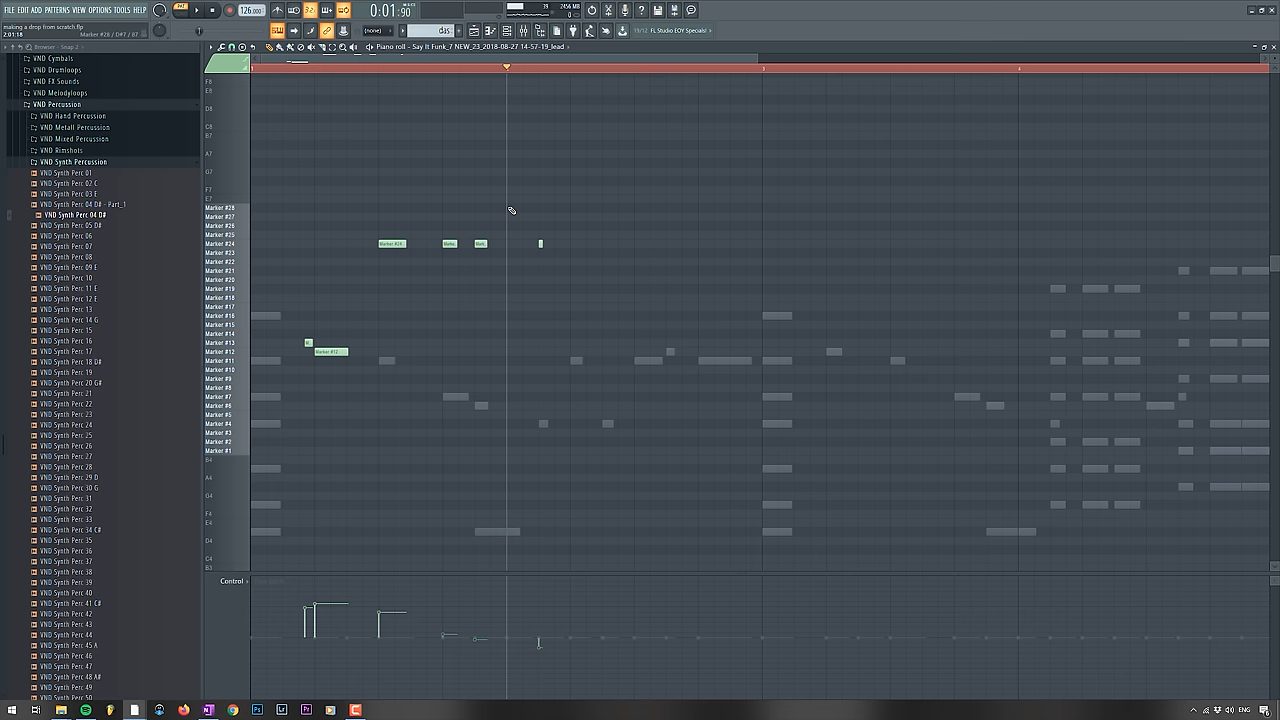 FILE EDIT ADD PATTERNS VIEW OPTIONS TOOLS HELP
making a drop from scratch.flp
2:01:18
Marker #28 / D#7 / 87
PAT
SONG
126.000
0:01:90
19
2456 MB
0
(none)
das
19/12 FL Studio EOY Specials!
Browser - Snap 2
Piano roll - Say It Funk_7 NEW_23_2018-08-27 14-57-19_lead
VND Cymbals
VND Drumloops
VND FX Sounds
VND Melodyloops
VND Percussion
VND Hand Percussion
VND Metall Percussion
VND Mixed Percussion
VND Rimshots
VND Synth Percussion
VND Synth Perc 01
VND Synth Perc 02 C
VND Synth Perc 03 E
VND Synth Perc 04 D# - Part_1
VND Synth Perc 04 D#
VND Synth Perc 05 D#
VND Synth Perc 06
VND Synth Perc 07
VND Synth Perc 08
VND Synth Perc 09 E
VND Synth Perc 10
VND Synth Perc 11 E
VND Synth Perc 12 E
VND Synth Perc 13
VND Synth Perc 14 G
VND Synth Perc 15
VND Synth Perc 16
VND Synth Perc 17
VND Synth Perc 18 D#
VND Synth Perc 19
VND Synth Perc 20 G#
VND Synth Perc 21
VND Synth Perc 22
VND Synth Perc 23
VND Synth Perc 24
VND Synth Perc 25
VND Synth Perc 26
VND Synth Perc 27
VND Synth Perc 28
VND Synth Perc 29 D
VND Synth Perc 30 G
VND Synth Perc 31
VND Synth Perc 32
VND Synth Perc 33
VND Synth Perc 34 C#
VND Synth Perc 35
VND Synth Perc 36
VND Synth Perc 37
VND Synth Perc 38
VND Synth Perc 39
VND Synth Perc 40
VND Synth Perc 41 C#
VND Synth Perc 42
VND Synth Perc 43
VND Synth Perc 44
VND Synth Perc 45 A
VND Synth Perc 46
VND Synth Perc 47
VND Synth Perc 48 A#
VND Synth Perc 49
VND Synth Perc 50
F8
E8
D8
C8
B7
A7
G7
F7
E7
Marker #28
Marker #27
Marker #26
Marker #25
Marker #24
Marker #23
Marker #22
Marker #21
Marker #20
Marker #19
Marker #18
Marker #17
Marker #16
Marker #15
Marker #14
Marker #13
Marker #12
Marker #11
Marker #10
Marker #9
Marker #8
Marker #7
Marker #6
Marker #5
Marker #4
Marker #3
Marker #2
Marker #1
B4
A4
G4
F4
E4
D4
C4
B3
Marker #24
Marker #12
Control
ENG